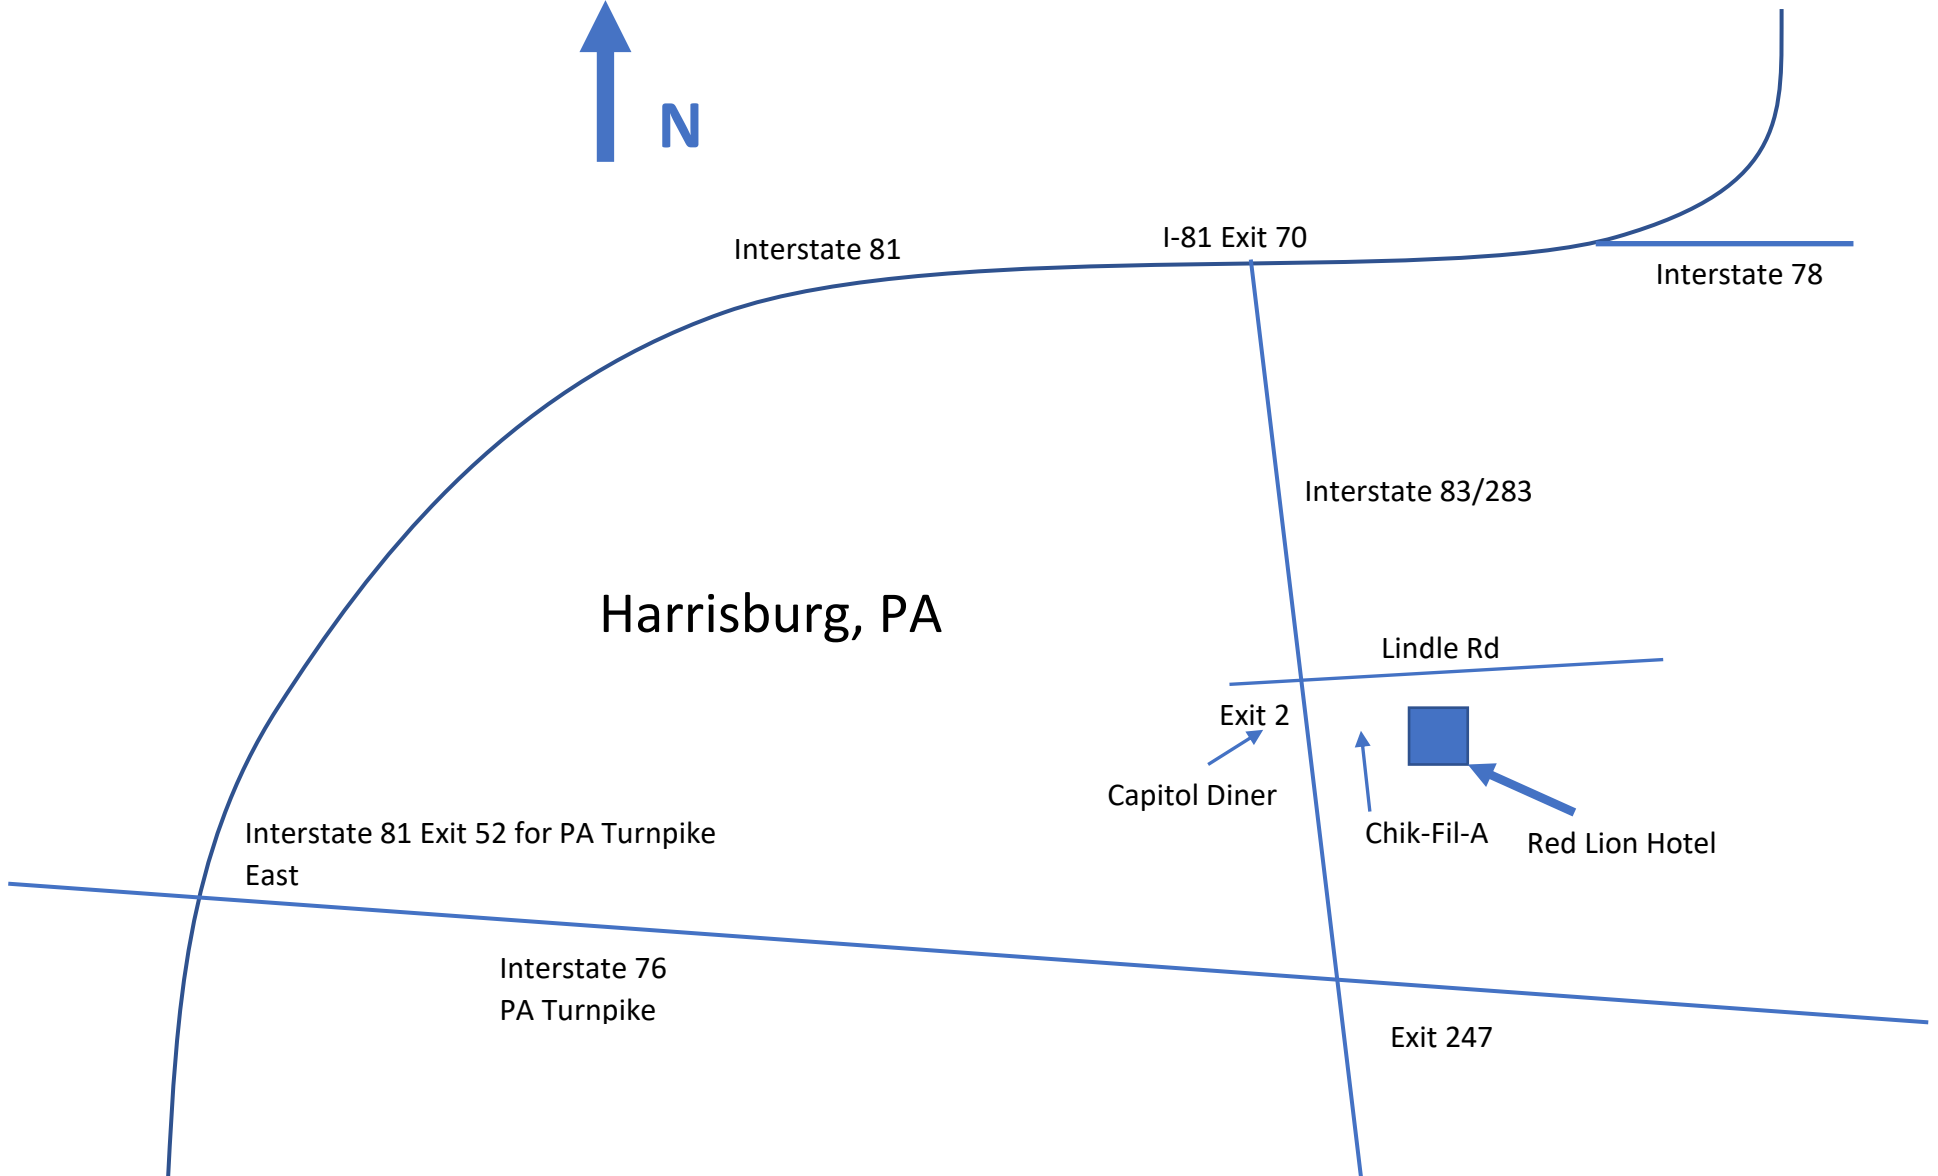 N
I-81 Exit 70
Interstate 81
Interstate 78
Interstate 83/283
Harrisburg, PA
Lindle Rd
Exit 2
Capitol Diner
Interstate 81 Exit 52 for PA Turnpike
East
Chik-Fil-A
Red Lion Hotel
Interstate 76
PA Turnpike
Exit 247